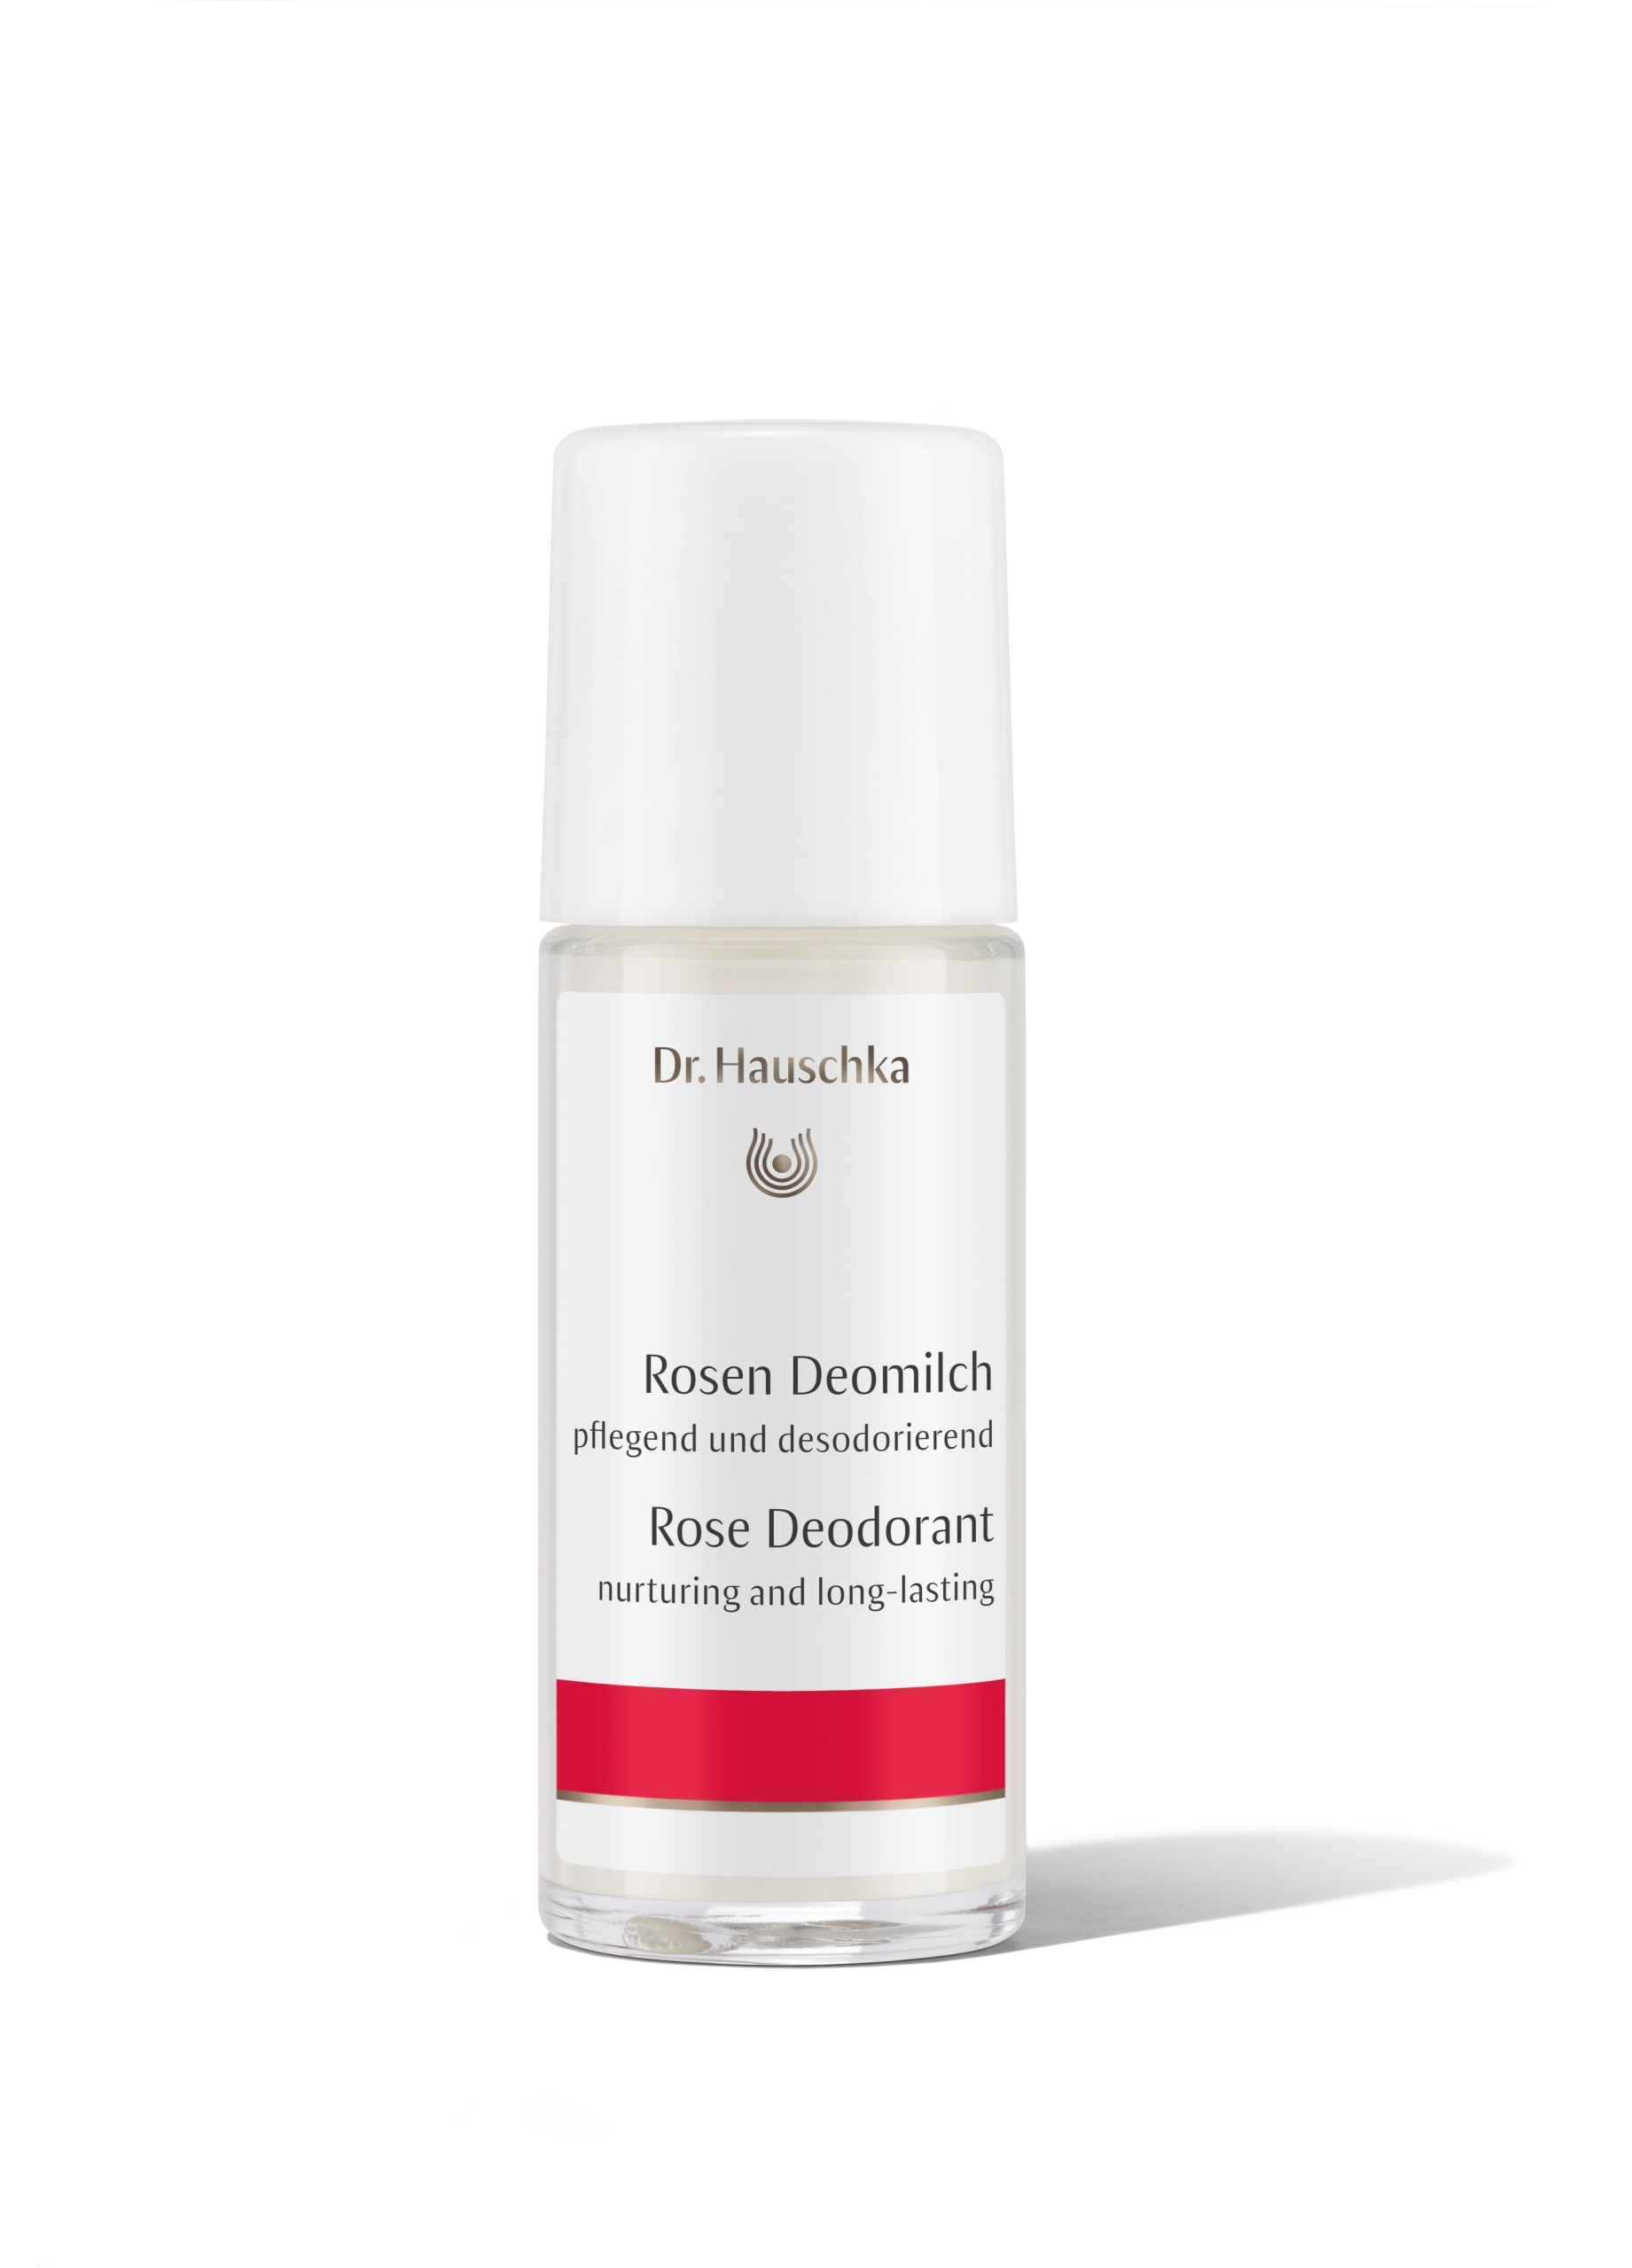 Dr. Hauschka
Rosen Deomilch
pflegend und desodorierend
Rose Deodorant
nurturing and long-lasting